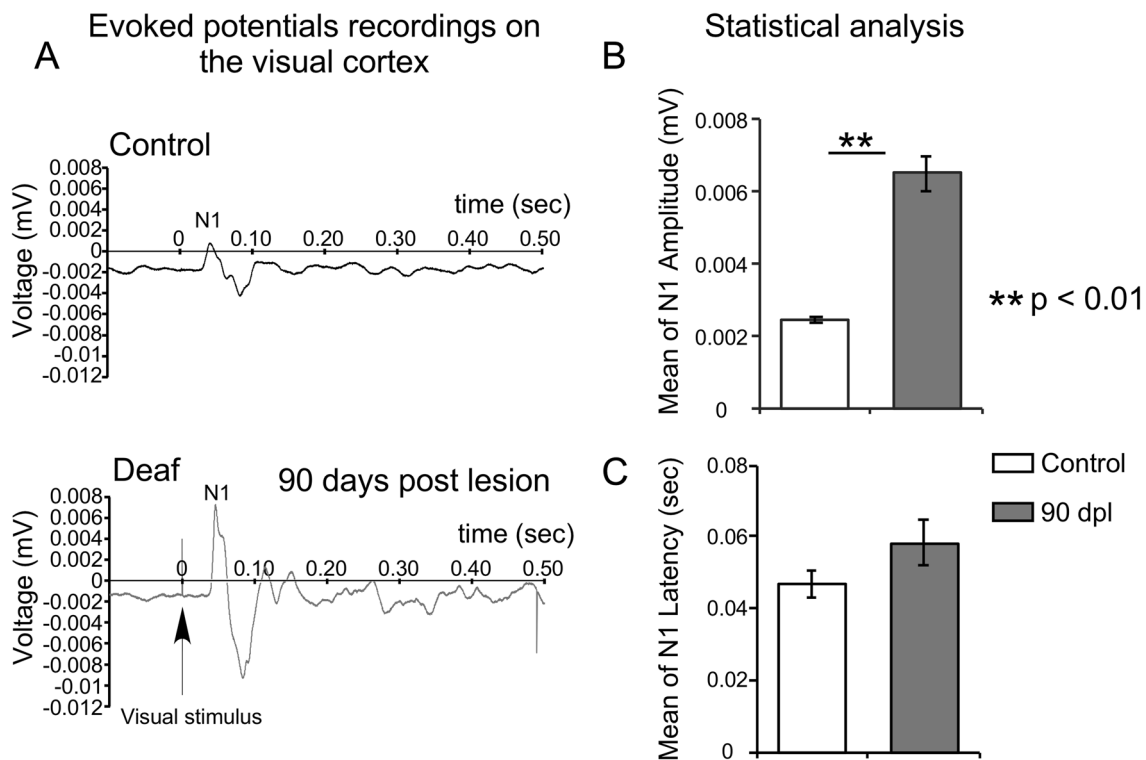 Evoked potentials recordings on
the visual cortex
A
Control
Voltage (mV)
0.008
0.006
0.004
0.002
0
-0.002
-0.004
-0.006
-0.008
-0.01
-0.012
N1
time (sec)
0 0.10 0.20 0.30 0.40 0.50
Deaf
90 days post lesion
Voltage (mV)
0.008
0.006
0.004
0.002
0
-0.002
-0.004
-0.006
-0.008
-0.01
-0.012
N1
time (sec)
0 0.10 0.20 0.30 0.40 0.50
Visual stimulus
Statistical analysis
B
Mean of N1 Amplitude (mV)
0.008
0.006
0.004
0.002
0
**
** p < 0.01
C
Mean of N1 Latency (sec)
0.08
0.06
0.04
0.02
0
Control
90 dpl